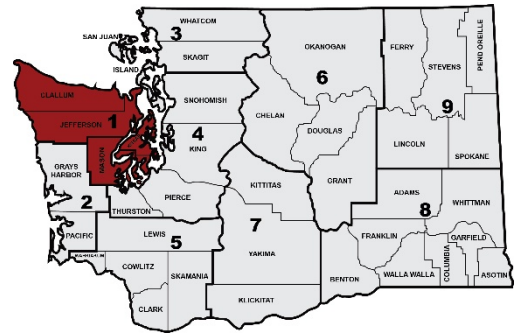 WHATCOM
SAN JUAN
3
SKAGIT
ISLAND
OKANOGAN
FERRY
PEND OREILLE
STEVENS
6
CLALLUM
SNOHOMISH
9
JEFFERSON
1
CHELAN
4
KING
DOUGLAS
LINCOLN
MASON
SPOKANE
GRAYS
HARBOR
GRANT
KITTITAS
ADAMS
PIERCE
2
WHITMAN
8
THURSTON
7
LEWIS
5
PACIFIC
FRANKLIN
GARFIELD
YAKIMA
COLUMBIA
COWLITZ
SKAMANIA
BENTON
WALLA WALLA
ASOTIN
KLICKITAT
CLARK